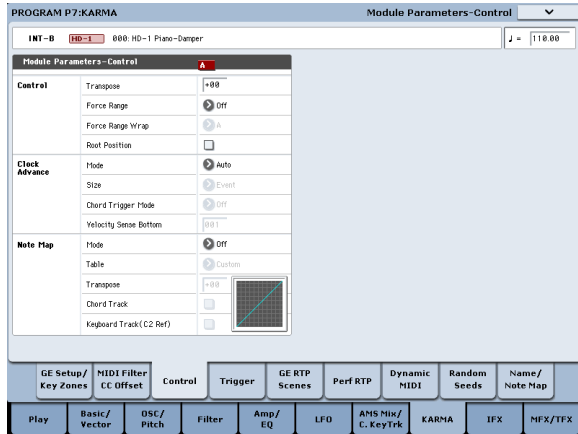 PROGRAM P7:KARMA Module Parameters-Control
INT-B HD-1 000: HD-1 Piano-Damper ♩ = 110.00
Module Parameters-Control A
Control Transpose +00
Force Range Off
Force Range Wrap A
Root Position
Clock Advance Mode Auto
Size Event
Chord Trigger Mode Off
Velocity Sense Bottom 001
Note Map Mode Off
Table Custom
Transpose +00
Chord Track
Keyboard Track(C2 Ref)
GE Setup/ Key Zones MIDI Filter CC Offset Control Trigger GE RTP Scenes Perf RTP Dynamic MIDI Random Seeds Name/ Note Map
Play Basic/ Vector OSC/ Pitch Filter Amp/ EQ LFO AMS Mix/ C. KeyTrk KARMA IFX MFX/TFX